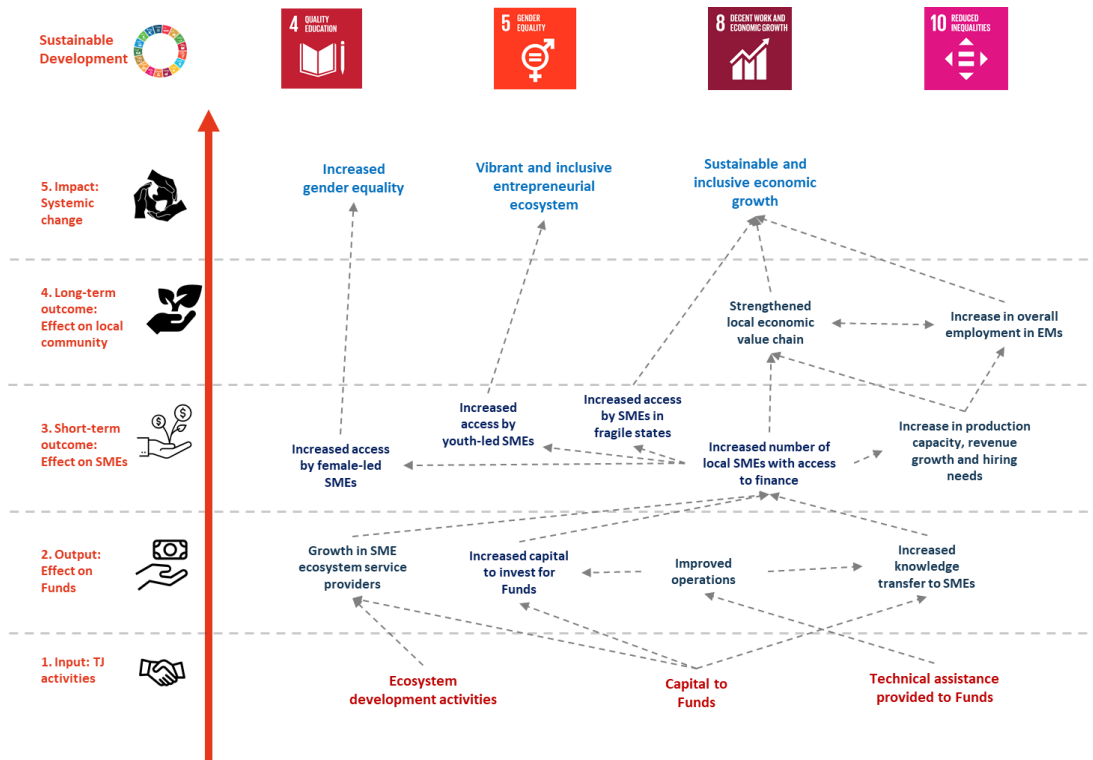 Sustainable
Development
4 QUALITY
EDUCATION
5 GENDER
EQUALITY
8 DECENT WORK AND
ECONOMIC GROWTH
10 REDUCED
INEQUALITIES
5. Impact:
Systemic
change
Increased
gender equality
Vibrant and inclusive
entrepreneurial
ecosystem
Sustainable and
inclusive economic
growth
4. Long-term
outcome:
Effect on local
community
Strengthened
local economic
value chain
Increase in overall
employment in EMs
3. Short-term
outcome:
Effect on SMEs
$
$
Increased access
by female-led
SMEs
Increased
access by
youth-led SMEs
Increased access
by SMEs in
fragile states
Increased number of
local SMEs with access
to finance
Increase in production
capacity, revenue
growth and hiring
needs
2. Output:
Effect on
Funds
Growth in SME
ecosystem service
providers
Increased capital
to invest for
Funds
Improved
operations
Increased
knowledge
transfer to SMEs
1. Input: TJ
activities
Ecosystem
development activities
Capital to
Funds
Technical assistance
provided to Funds